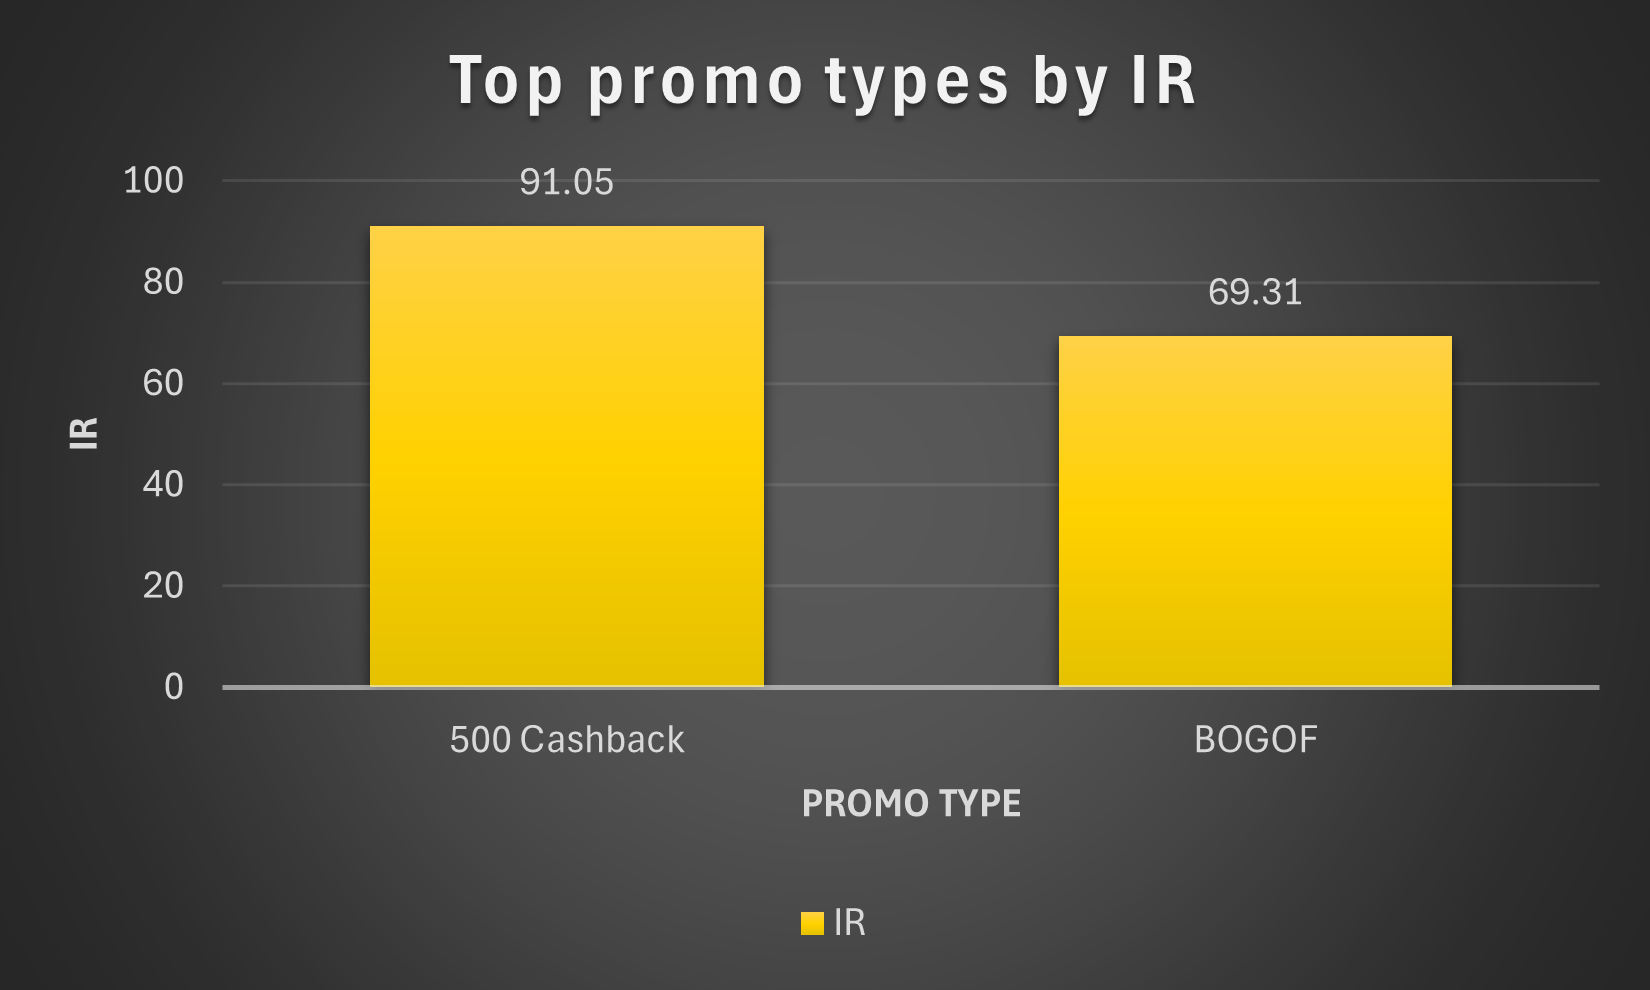 Top promo types by IR
100
80
60
40
20
0
IR
91.05
69.31
500 Cashback
BOGOF
PROMO TYPE
IR